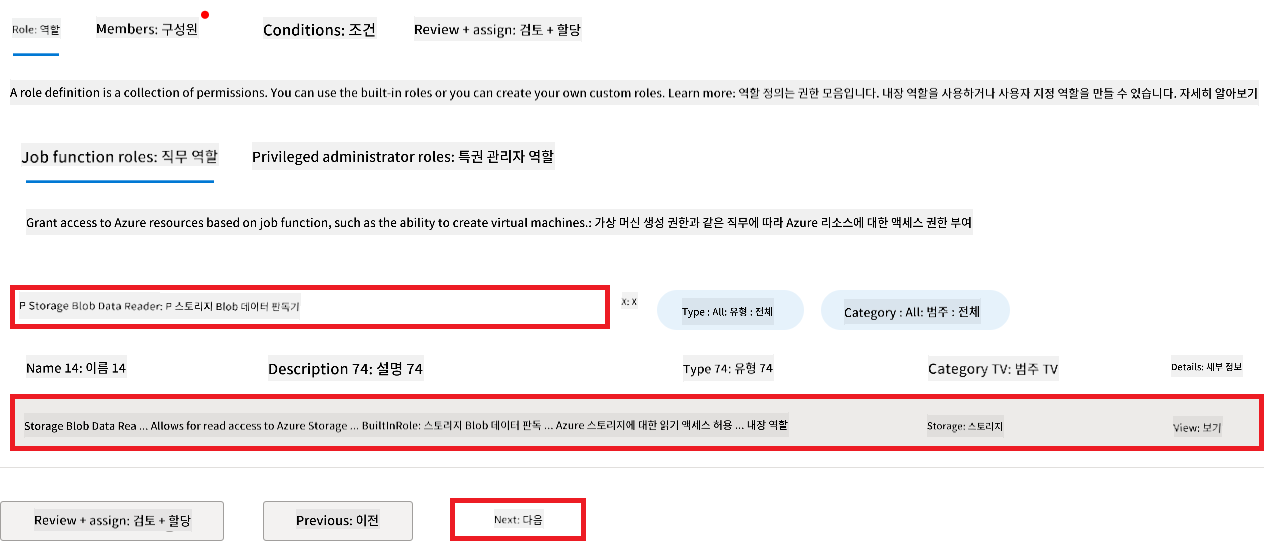 Role: 역할 Members: 구성원 Conditions: 조건 Review + assign: 검토 + 할당
A role definition is a collection of permissions. You can use the built-in roles or you can create your own custom roles. Learn more: 역할 정의는 권한 모음입니다. 내장 역할을 사용하거나 사용자 지정 역할을 만들 수 있습니다. 자세히 알아보기
Job function roles: 직무 역할 Privileged administrator roles: 특권 관리자 역할
Grant access to Azure resources based on job function, such as the ability to create virtual machines.: 가상 머신 생성 권한과 같은 직무에 따라 Azure 리소스에 대한 액세스 권한 부여
P Storage Blob Data Reader: P 스토리지 Blob 데이터 판독기 X: X Type : All: 유형 : 전체 Category : All: 범주 : 전체
Name 14: 이름 14 Description 74: 설명 74 Type 74: 유형 74 Category TV: 범주 TV Details: 세부 정보
Storage Blob Data Rea ... Allows for read access to Azure Storage ... BuiltInRole: 스토리지 Blob 데이터 판독 ... Azure 스토리지에 대한 읽기 액세스 허용 ... 내장 역할 Storage: 스토리지 View: 보기
Review + assign: 검토 + 할당 Previous: 이전 Next: 다음